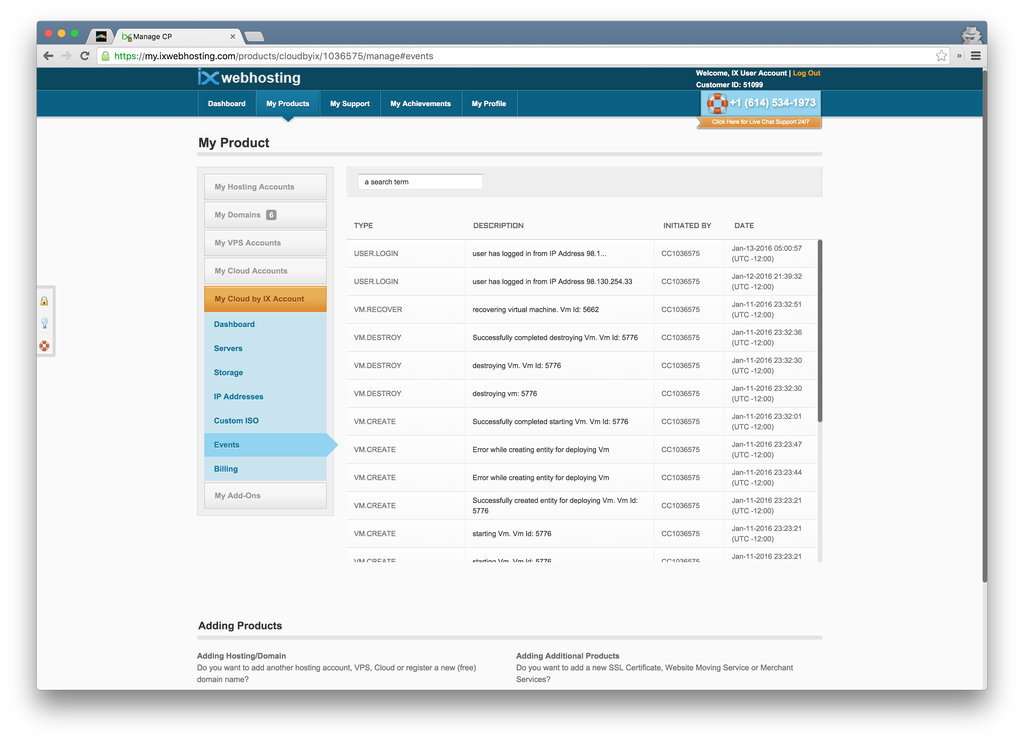 Manage CP
https://my.ixwebhosting.com/products/cloudbyix/1036575/manage#events
ix webhosting
Welcome, IX User Account | Log Out
Customer ID: 51099
Dashboard My Products My Support My Achievements My Profile
+1 (614) 534-1973
Click Here for Live Chat Support 24/7
My Product
My Hosting Accounts
My Domains 6
My VPS Accounts
My Cloud Accounts
My Cloud by IX Account
Dashboard
Servers
Storage
IP Addresses
Custom ISO
Events
Billing
My Add-Ons
a search term
TYPE DESCRIPTION INITIATED BY DATE
USER.LOGIN user has logged in from IP Address 98.1... CC1036575 Jan-13-2016 05:00:57
(UTC -12:00)
USER.LOGIN user has logged in from IP Address 98.130.254.33 CC1036575 Jan-12-2016 21:39:32
(UTC -12:00)
VM.RECOVER recovering virtual machine. Vm Id: 5662 CC1036575 Jan-11-2016 23:32:51
(UTC -12:00)
VM.DESTROY Successfully completed destroying Vm. Vm Id: 5776 CC1036575 Jan-11-2016 23:32:36
(UTC -12:00)
VM.DESTROY destroying Vm. Vm Id: 5776 CC1036575 Jan-11-2016 23:32:30
(UTC -12:00)
VM.DESTROY destroying vm: 5776 CC1036575 Jan-11-2016 23:32:30
(UTC -12:00)
VM.CREATE Successfully completed starting Vm. Vm Id: 5776 CC1036575 Jan-11-2016 23:32:01
(UTC -12:00)
VM.CREATE Error while creating entity for deploying Vm CC1036575 Jan-11-2016 23:23:47
(UTC -12:00)
VM.CREATE Error while creating entity for deploying Vm CC1036575 Jan-11-2016 23:23:44
(UTC -12:00)
VM.CREATE Successfully created entity for deploying Vm. Vm Id:
5776 CC1036575 Jan-11-2016 23:23:21
(UTC -12:00)
VM.CREATE starting Vm. Vm Id: 5776 CC1036575 Jan-11-2016 23:23:21
(UTC -12:00)
VM.CREATE starting Vm. Vm Id: 5776 CC1036575 Jan-11-2016 23:23:21
Adding Products
Adding Hosting/Domain
Do you want to add another hosting account, VPS, Cloud or register a new (free)
domain name?
Adding Additional Products
Do you want to add a new SSL Certificate, Website Moving Service or Merchant
Services?